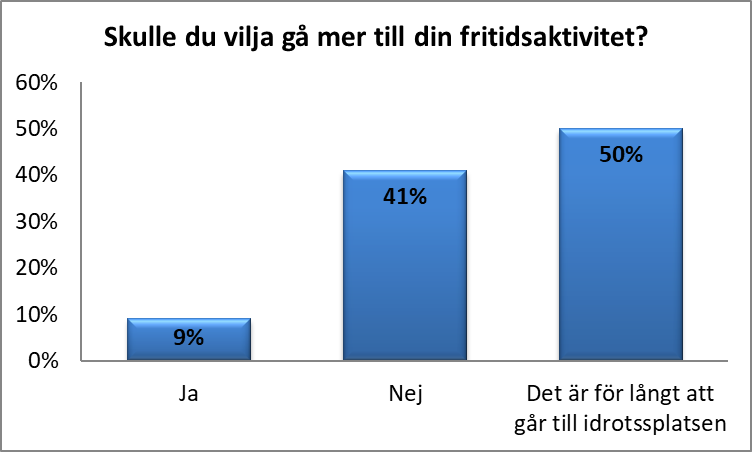 Skulle du vilja gå mer till din fritidsaktivitet?
60%
50%
40%
30%
20%
10%
0%
9%
41%
50%
Ja
Nej
Det är för långt att
går till idrotssplatsen